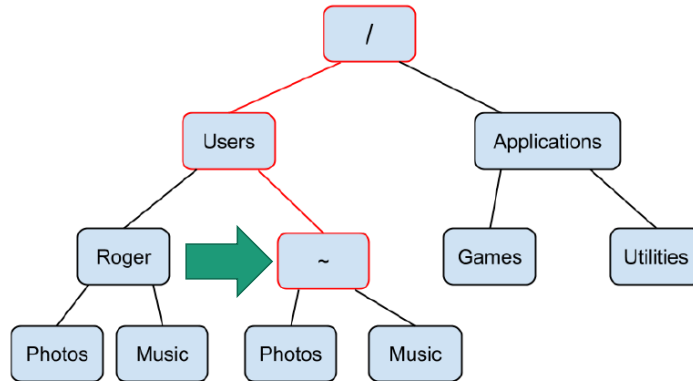 /
Users
Applications
Roger
~
Games
Utilities
Photos
Music
Photos
Music